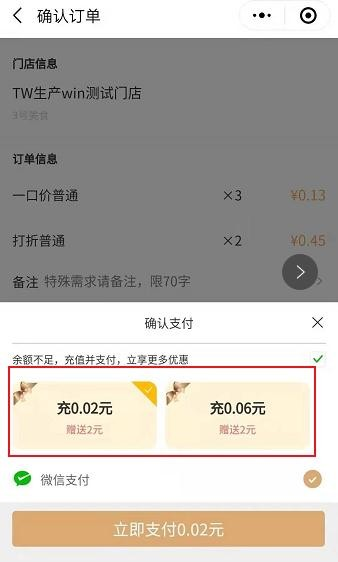 确认订单
门店信息
TW生产win测试门店
3号美食
订单信息
一口价普通 ×3 ¥0.13
打折普通 ×2 ¥0.45
备注 特殊需求请备注，限70字
确认支付
余额不足，充值并支付，立享更多优惠
充0.02元 充0.06元
赠送2元 赠送2元
微信支付
立即支付0.02元